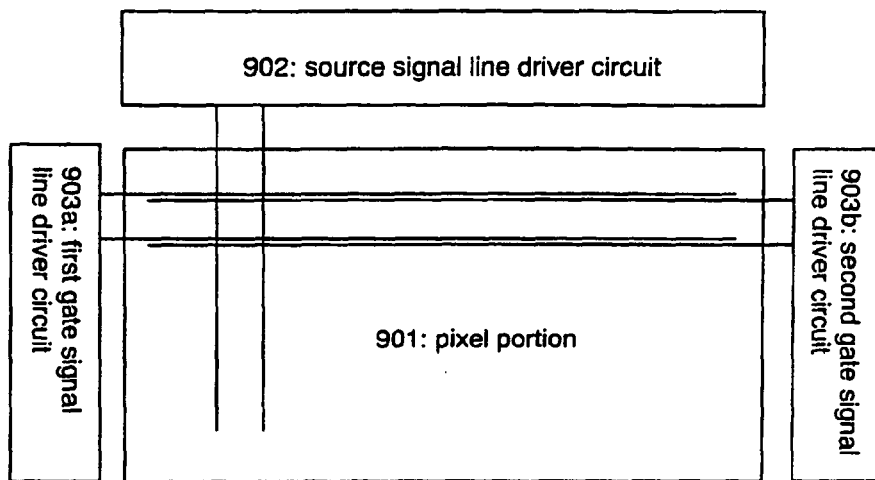 902: source signal line driver circuit
903a: first gate signal
line driver circuit
901: pixel portion
903b: second gate signal
line driver circuit